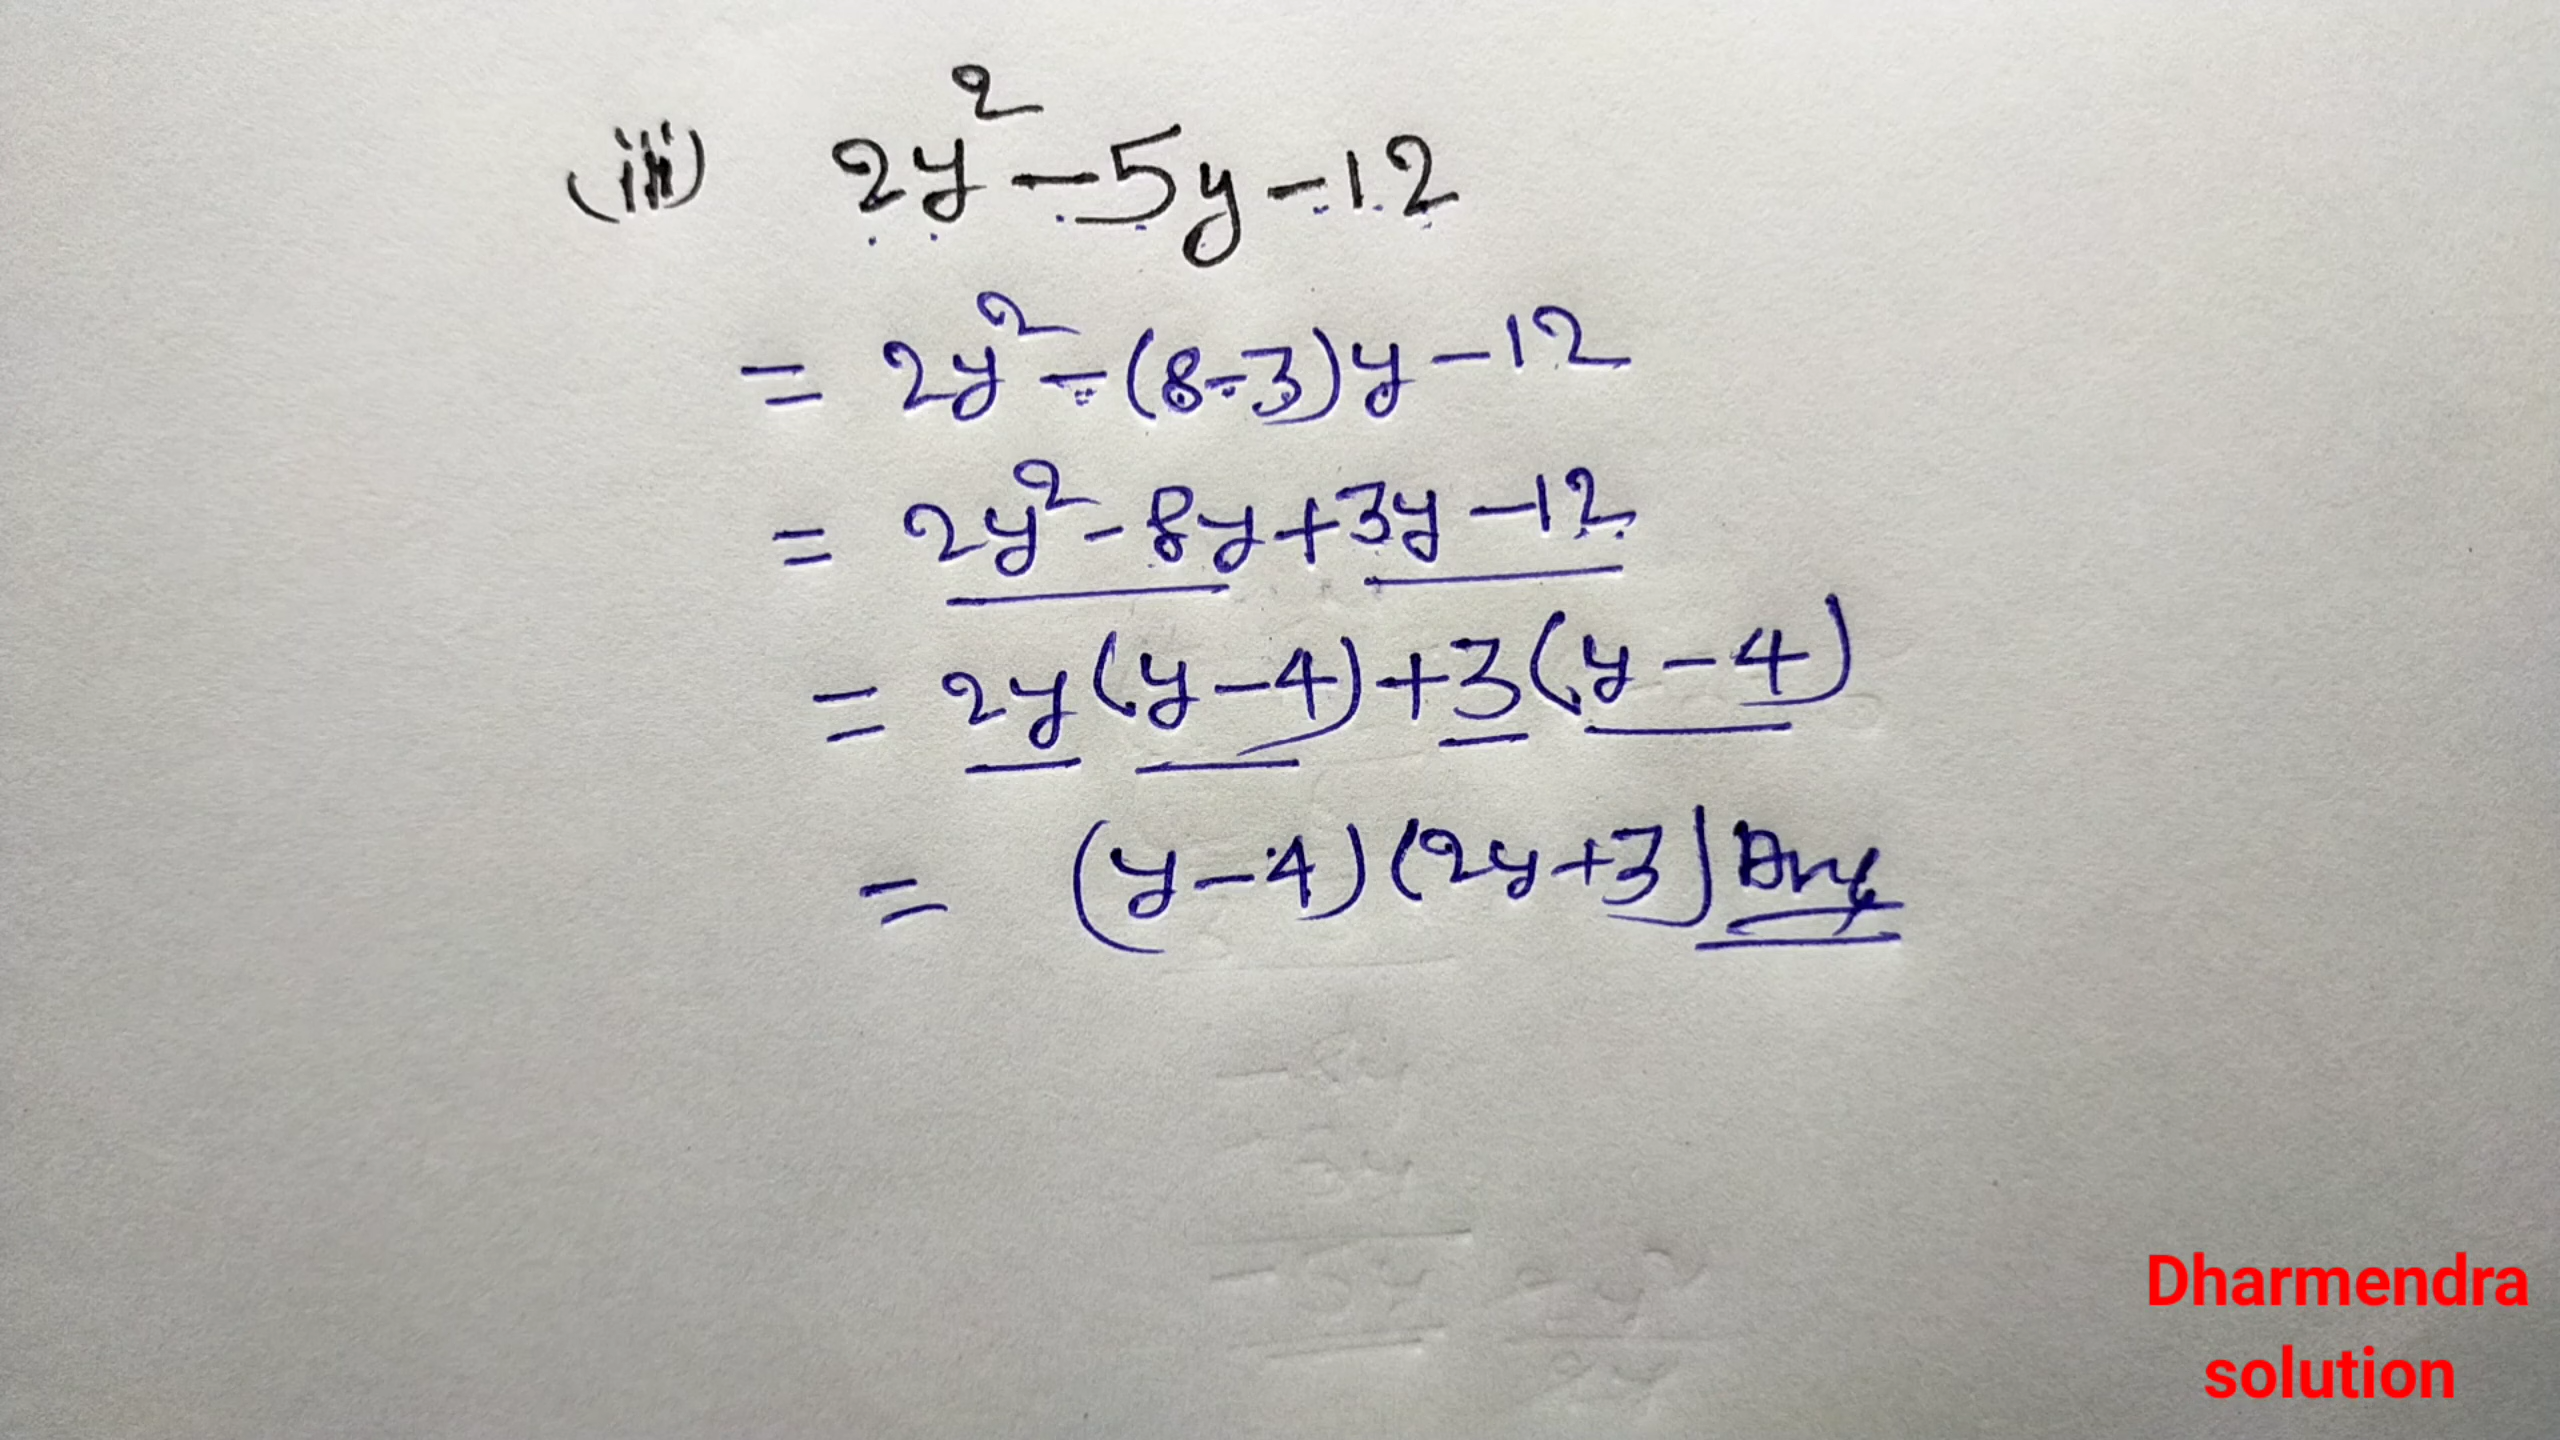 (iii) 2y² - 5y - 12
= 2y² - (8-3)y - 12
= 2y² - 8y + 3y - 12
= 2y(y-4) + 3(y-4)
= (y-4)(2y+3) Ans
Dharmendra
solution